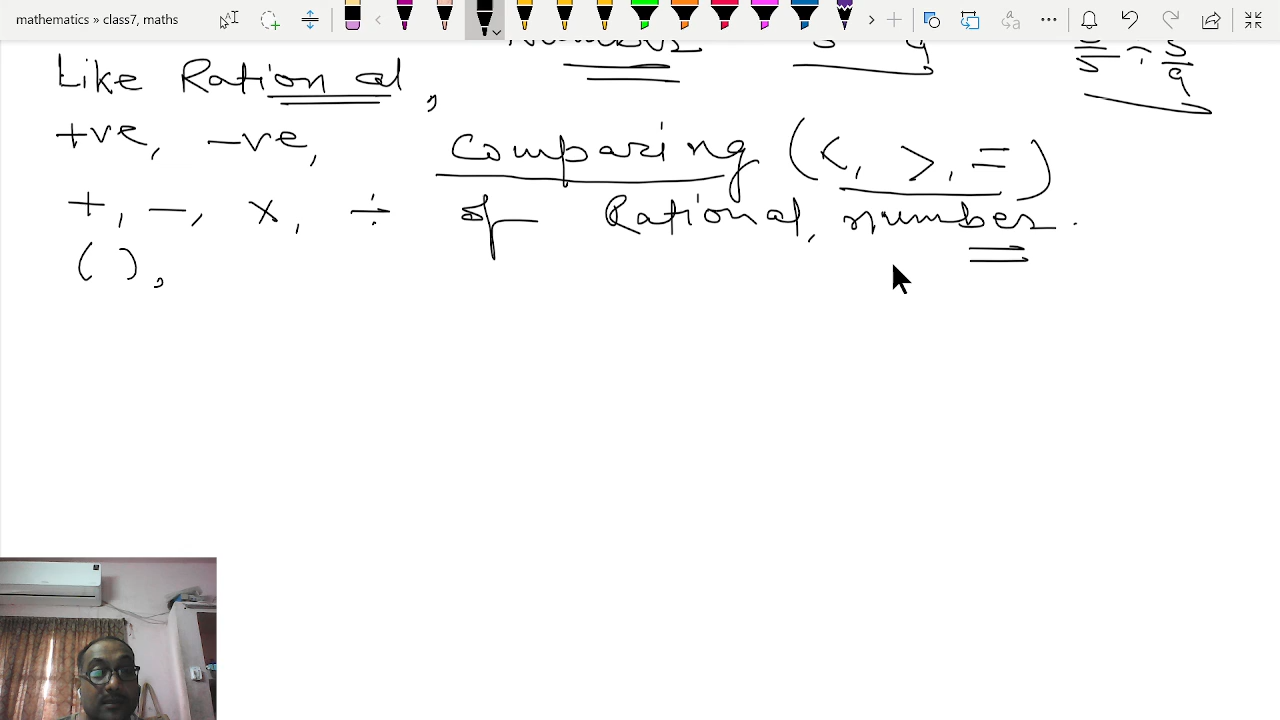 mathematics » class7, maths
Like Rational,
+ve, -ve, Comparing (<, >, =)
+, -, x, ÷ of Rational, number.
( ),